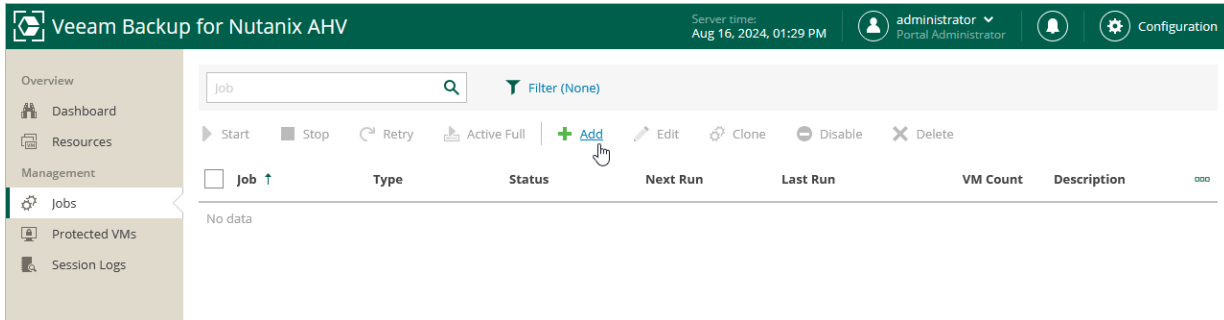 Veeam Backup for Nutanix AHV
Server time:
Aug 16, 2024, 01:29 PM
administrator
Portal Administrator
Configuration
Overview
Dashboard
Resources
Management
Jobs
Protected VMs
Session Logs
Job
Filter (None)
Start Stop Retry Active Full Add Edit Clone Disable Delete
Job Type Status Next Run Last Run VM Count Description
No data